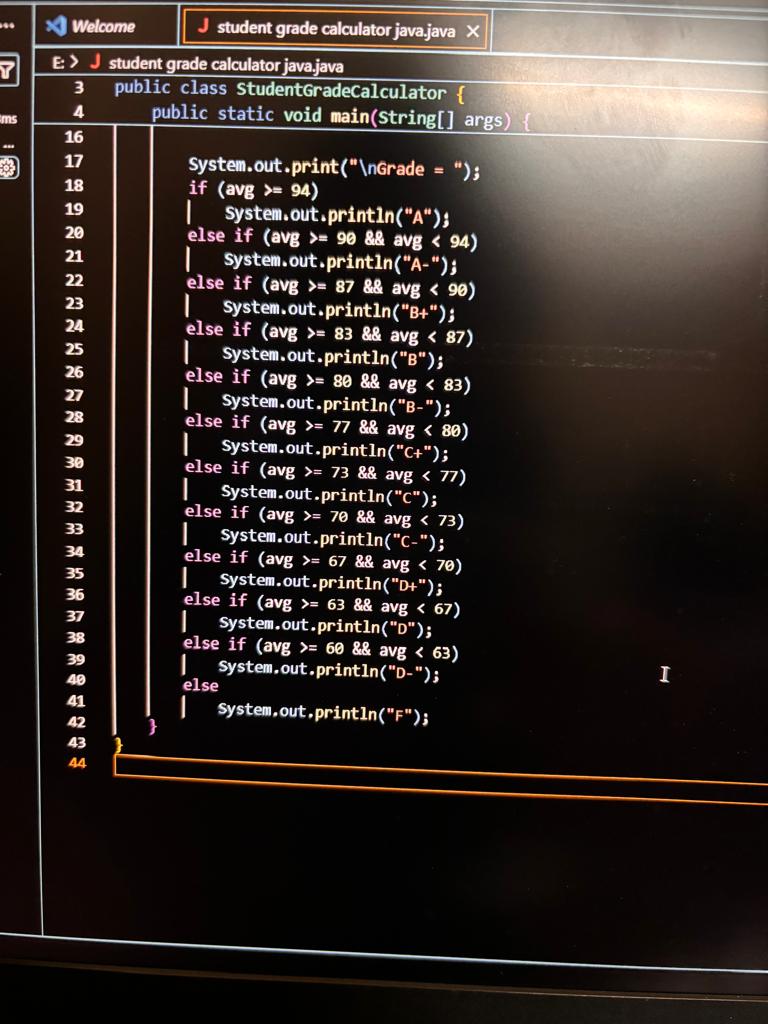 Welcome
student grade calculator java.java
E: > student grade calculator java.java
3 public class StudentGradeCalculator {
4 public static void main(String[] args) {
16
17 System.out.print("\nGrade = ");
18 if (avg >= 94)
19 System.out.println("A");
20 else if (avg >= 90 && avg < 94)
21 System.out.println("A-");
22 else if (avg >= 87 && avg < 90)
23 System.out.println("B+");
24 else if (avg >= 83 && avg < 87)
25 System.out.println("B");
26 else if (avg >= 80 && avg < 83)
27 System.out.println("B-");
28 else if (avg >= 77 && avg < 80)
29 System.out.println("C+");
30 else if (avg >= 73 && avg < 77)
31 System.out.println("C");
32 else if (avg >= 70 && avg < 73)
33 System.out.println("C-");
34 else if (avg >= 67 && avg < 70)
35 System.out.println("D+");
36 else if (avg >= 63 && avg < 67)
37 System.out.println("D");
38 else if (avg >= 60 && avg < 63)
39 System.out.println("D-");
40 else
41 System.out.println("F");
42 }
43 }
44